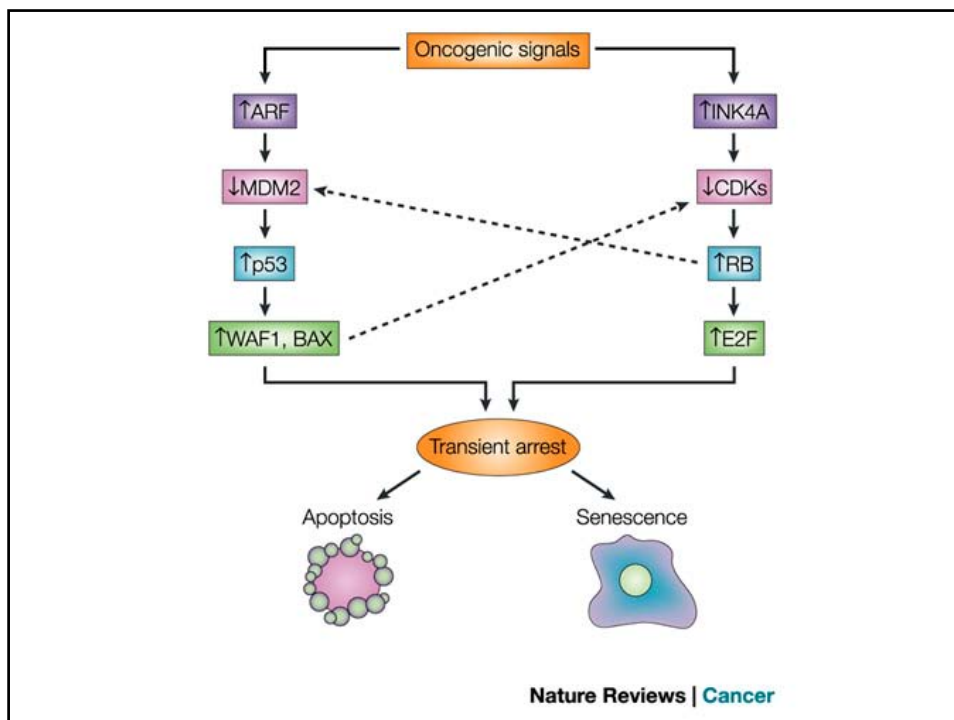 Oncogenic signals
↑ARF
↑INK4A
↓MDM2
↓CDKs
↑p53
↑RB
↑WAF1, BAX
↑E2F
Transient arrest
Apoptosis
Senescence
Nature Reviews | Cancer